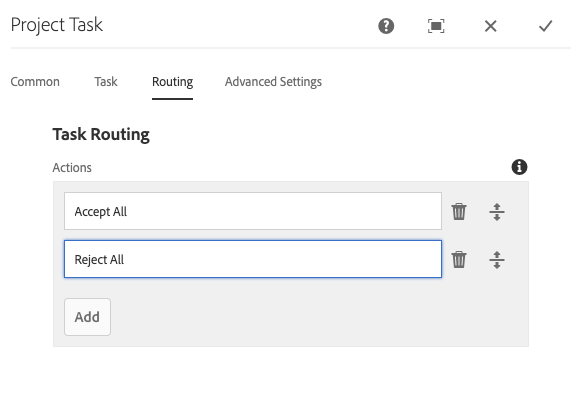 Project Task
Common Task Routing Advanced Settings
Task Routing
Actions
Accept All
Reject All
Add